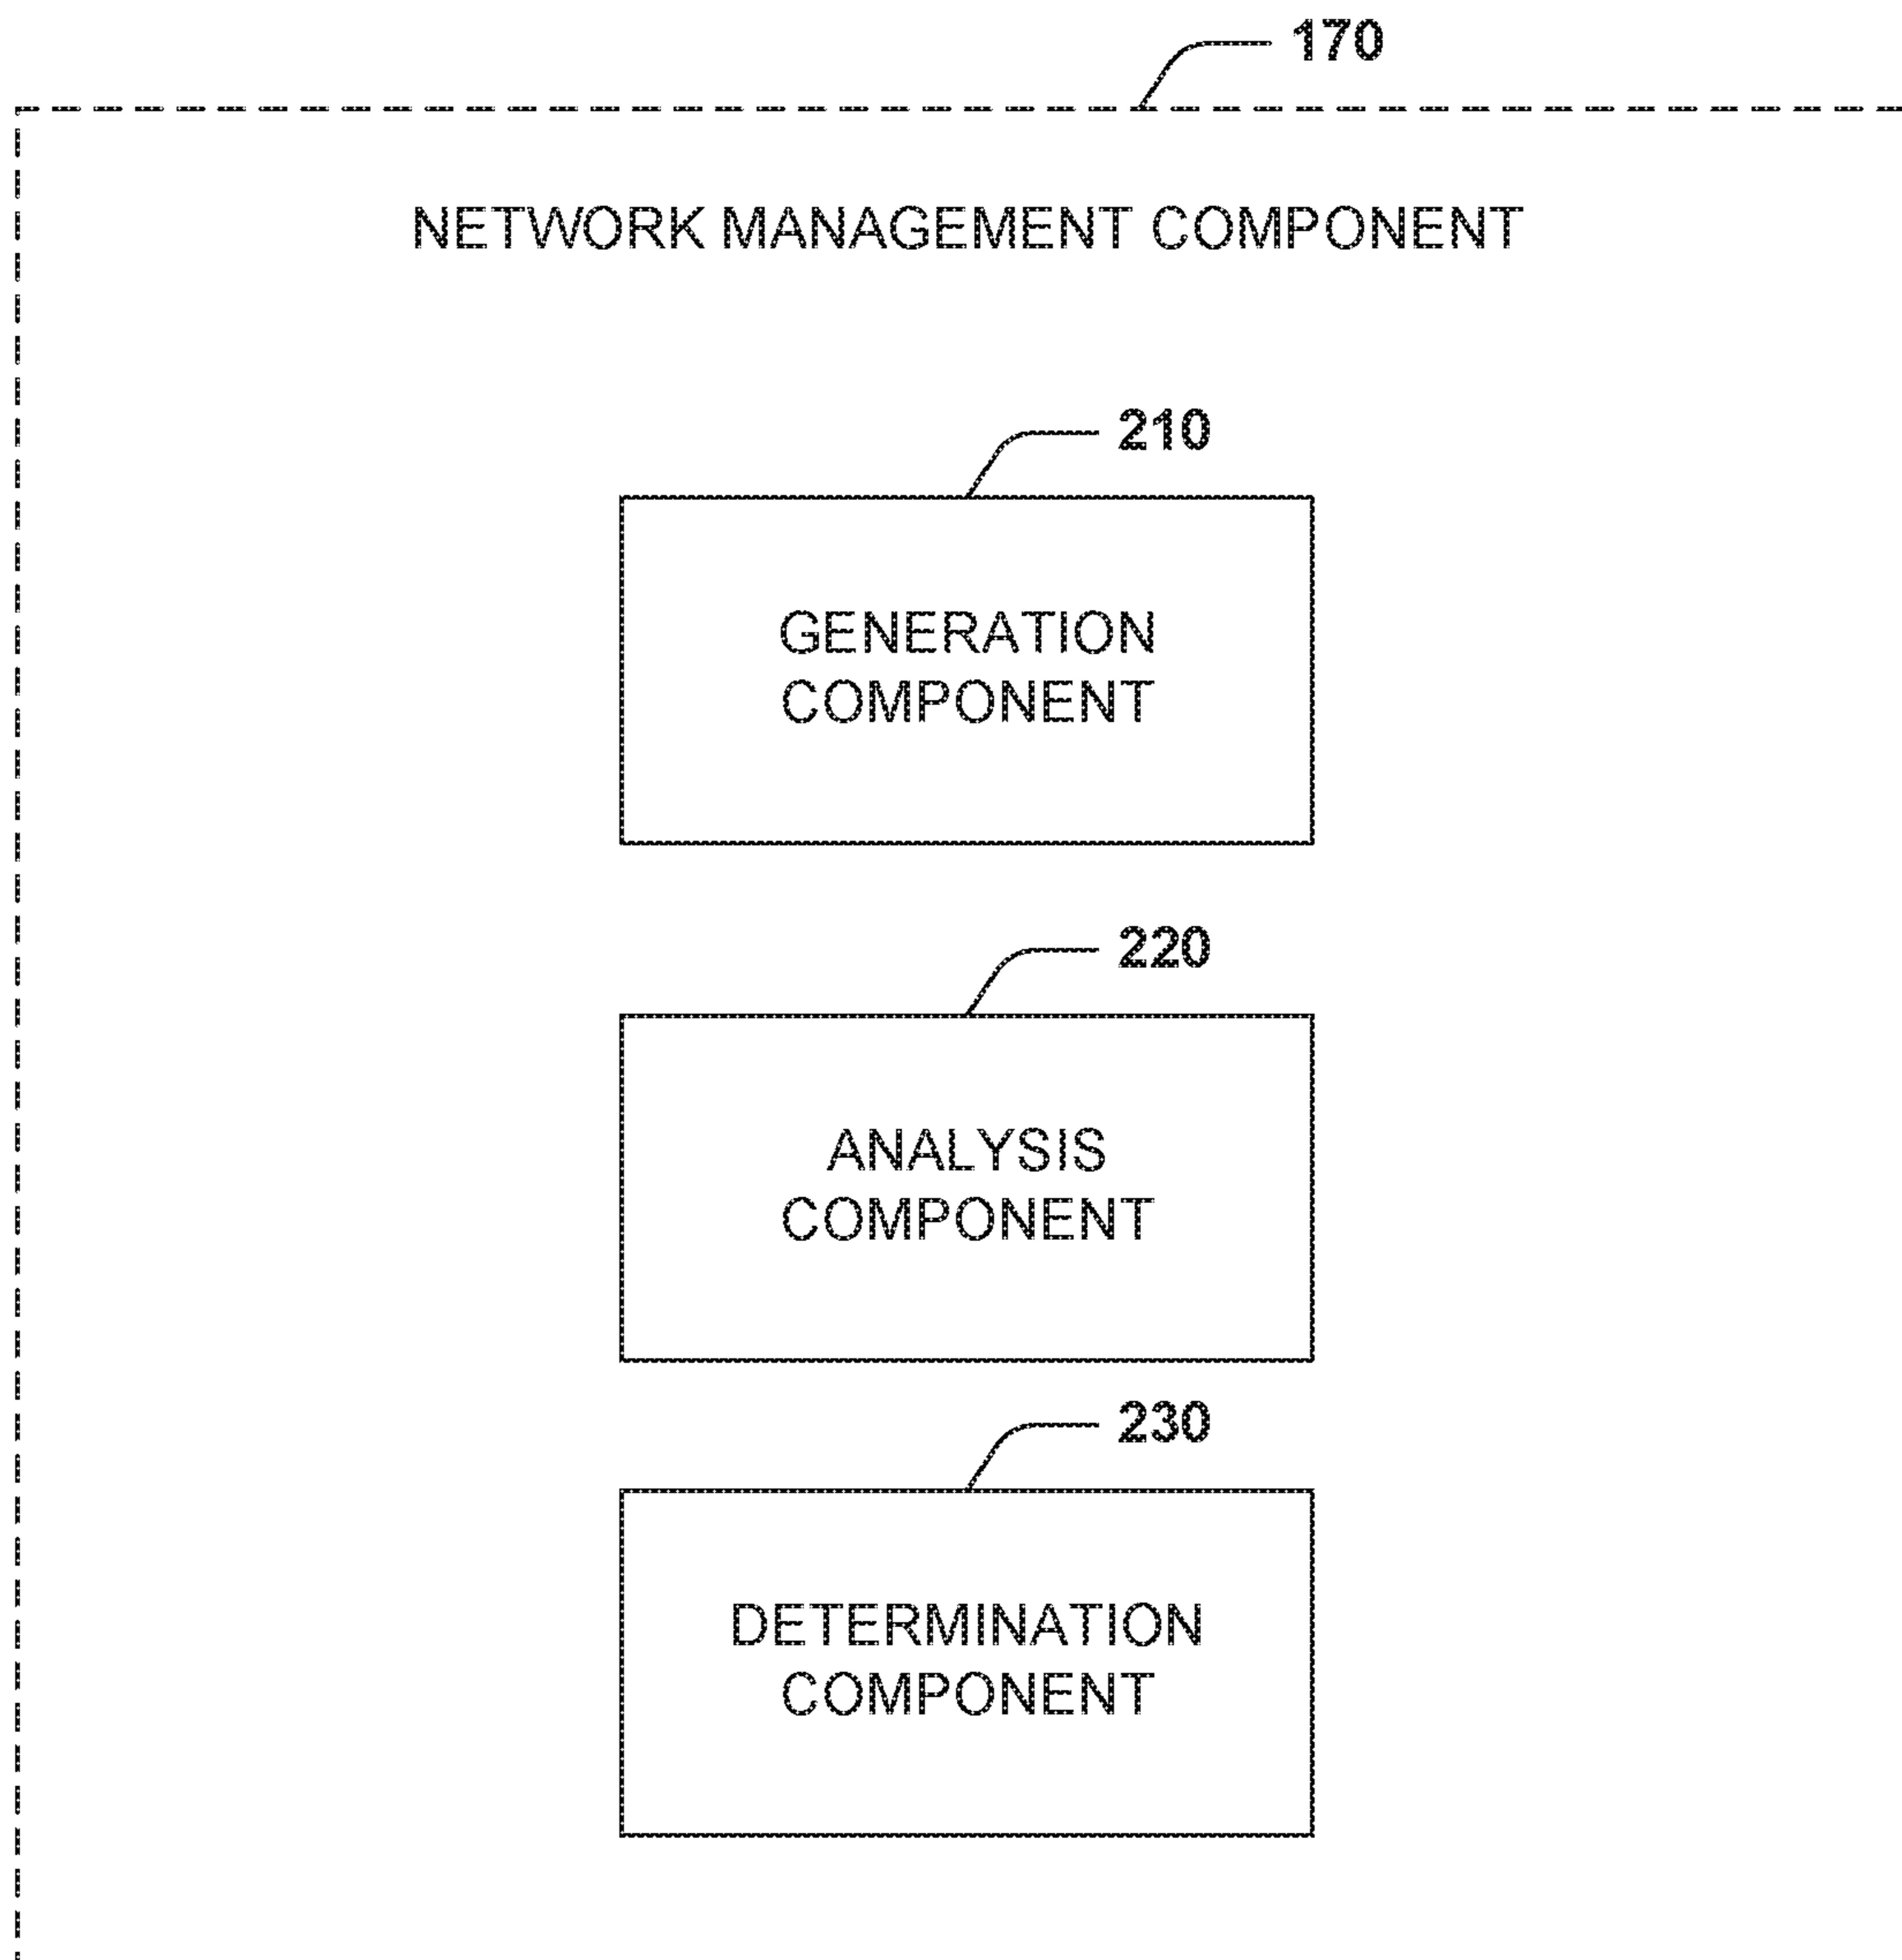 170
NETWORK MANAGEMENT COMPONENT
210
GENERATION
COMPONENT
220
ANALYSIS
COMPONENT
230
DETERMINATION
COMPONENT